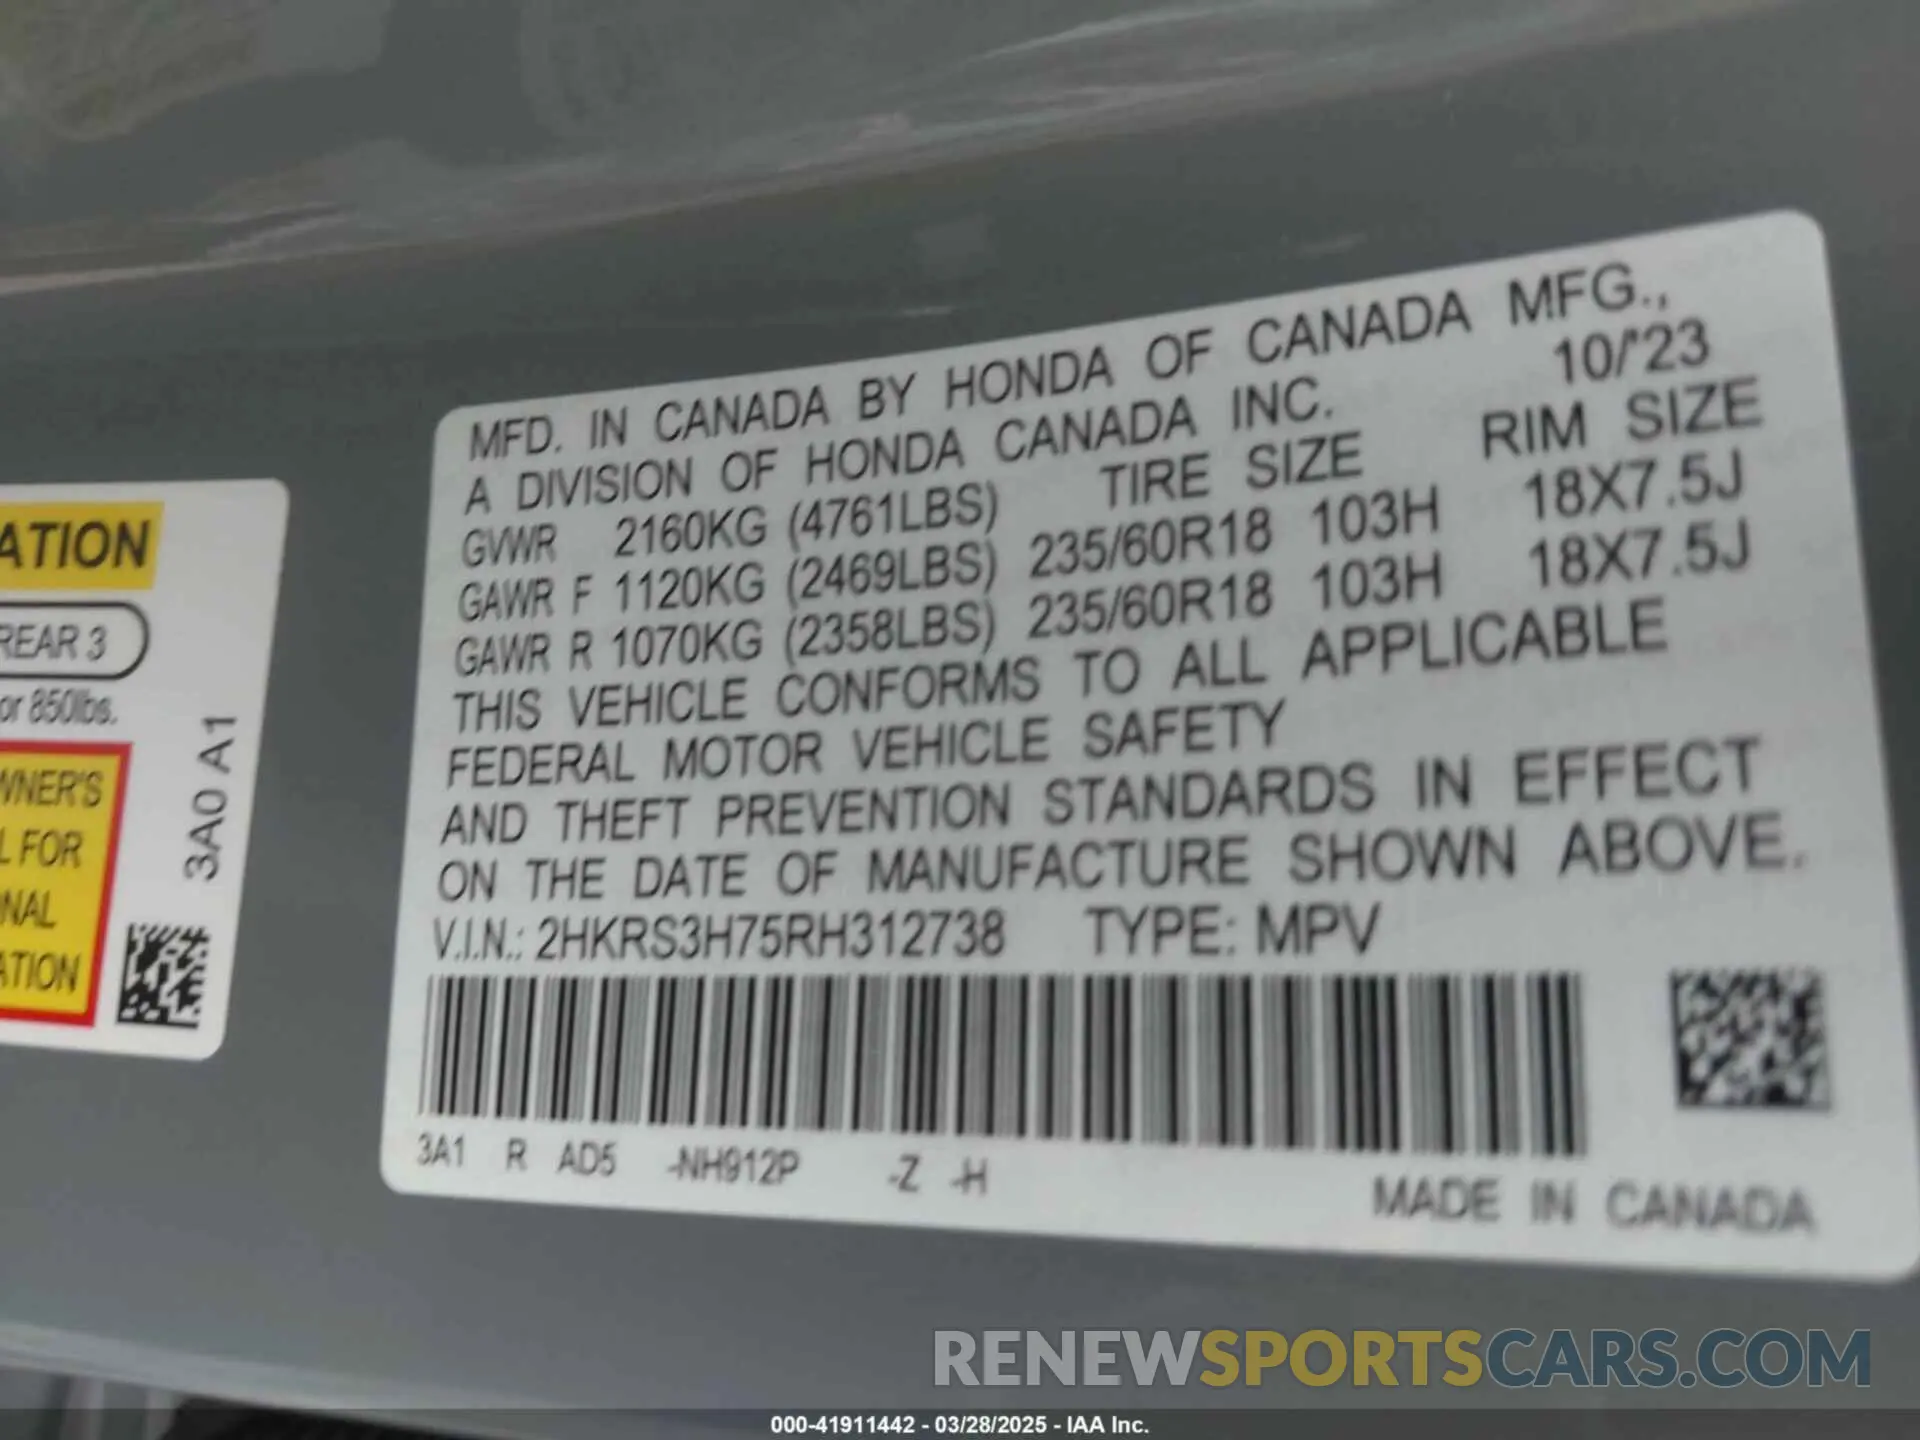 ATION
REAR 3
or 850lbs.
WNER'S
L FOR
NAL
ATION
3A0 A1
MFD. IN CANADA BY HONDA OF CANADA MFG.,
A DIVISION OF HONDA CANADA INC. 10/'23
GVWR 2160KG (4761LBS) TIRE SIZE RIM SIZE
GAWR F 1120KG (2469LBS) 235/60R18 103H 18X7.5J
GAWR R 1070KG (2358LBS) 235/60R18 103H 18X7.5J
THIS VEHICLE CONFORMS TO ALL APPLICABLE
FEDERAL MOTOR VEHICLE SAFETY
AND THEFT PREVENTION STANDARDS IN EFFECT
ON THE DATE OF MANUFACTURE SHOWN ABOVE.
V.I.N.: 2HKRS3H75RH312738 TYPE: MPV
3A1 R AD5 -NH912P -Z -H
MADE IN CANADA
RENEWSPORTSCARS.COM
000-41911442 - 03/28/2025 - IAA Inc.